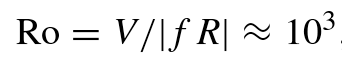 Ro = V/|f R| ≈ 10³.